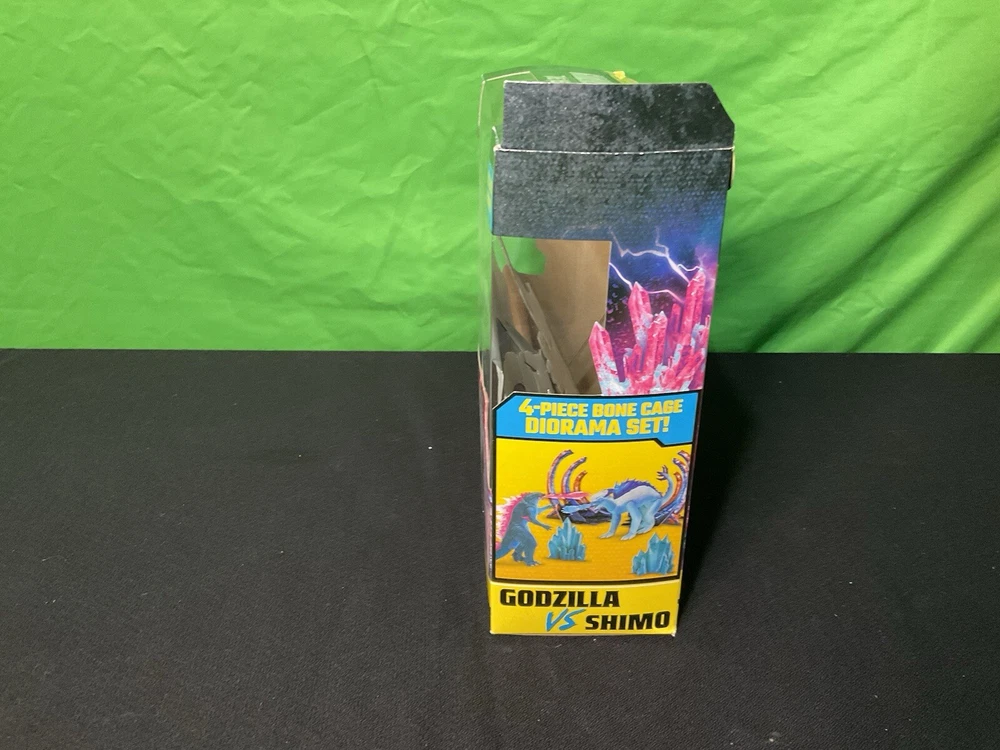 4-PIECE BONE CAGE
DIORAMA SET!
GODZILLA
VS SHIMO